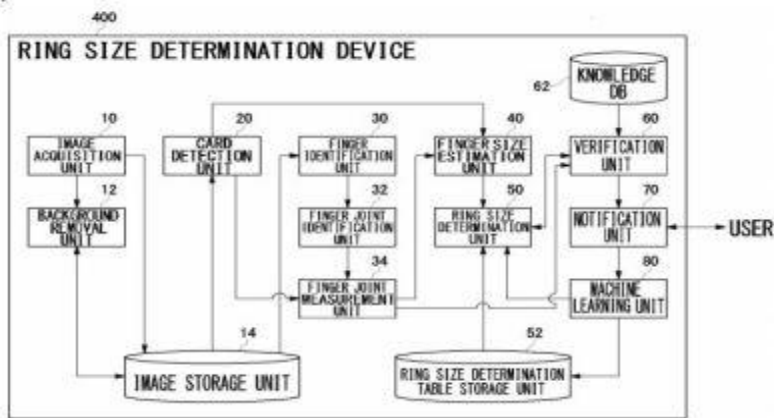 400
RING SIZE DETERMINATION DEVICE
KNOWLEDGE
DB
62
10
IMAGE
ACQUISITION
UNIT
20
CARD
DETECTION
UNIT
30
FINGER
IDENTIFICATION
UNIT
40
FINGER SIZE
ESTIMATION
UNIT
60
VERIFICATION
UNIT
12
BACKGROUND
REMOVAL
UNIT
32
FINGER JOINT
IDENTIFICATION
UNIT
50
RING SIZE
DETERMINATION
UNIT
70
NOTIFICATION
UNIT
USER
34
FINGER JOINT
MEASUREMENT
UNIT
80
MACHINE
LEARNING UNIT
14
IMAGE STORAGE UNIT
52
RING SIZE DETERMINATION
TABLE STORAGE UNIT